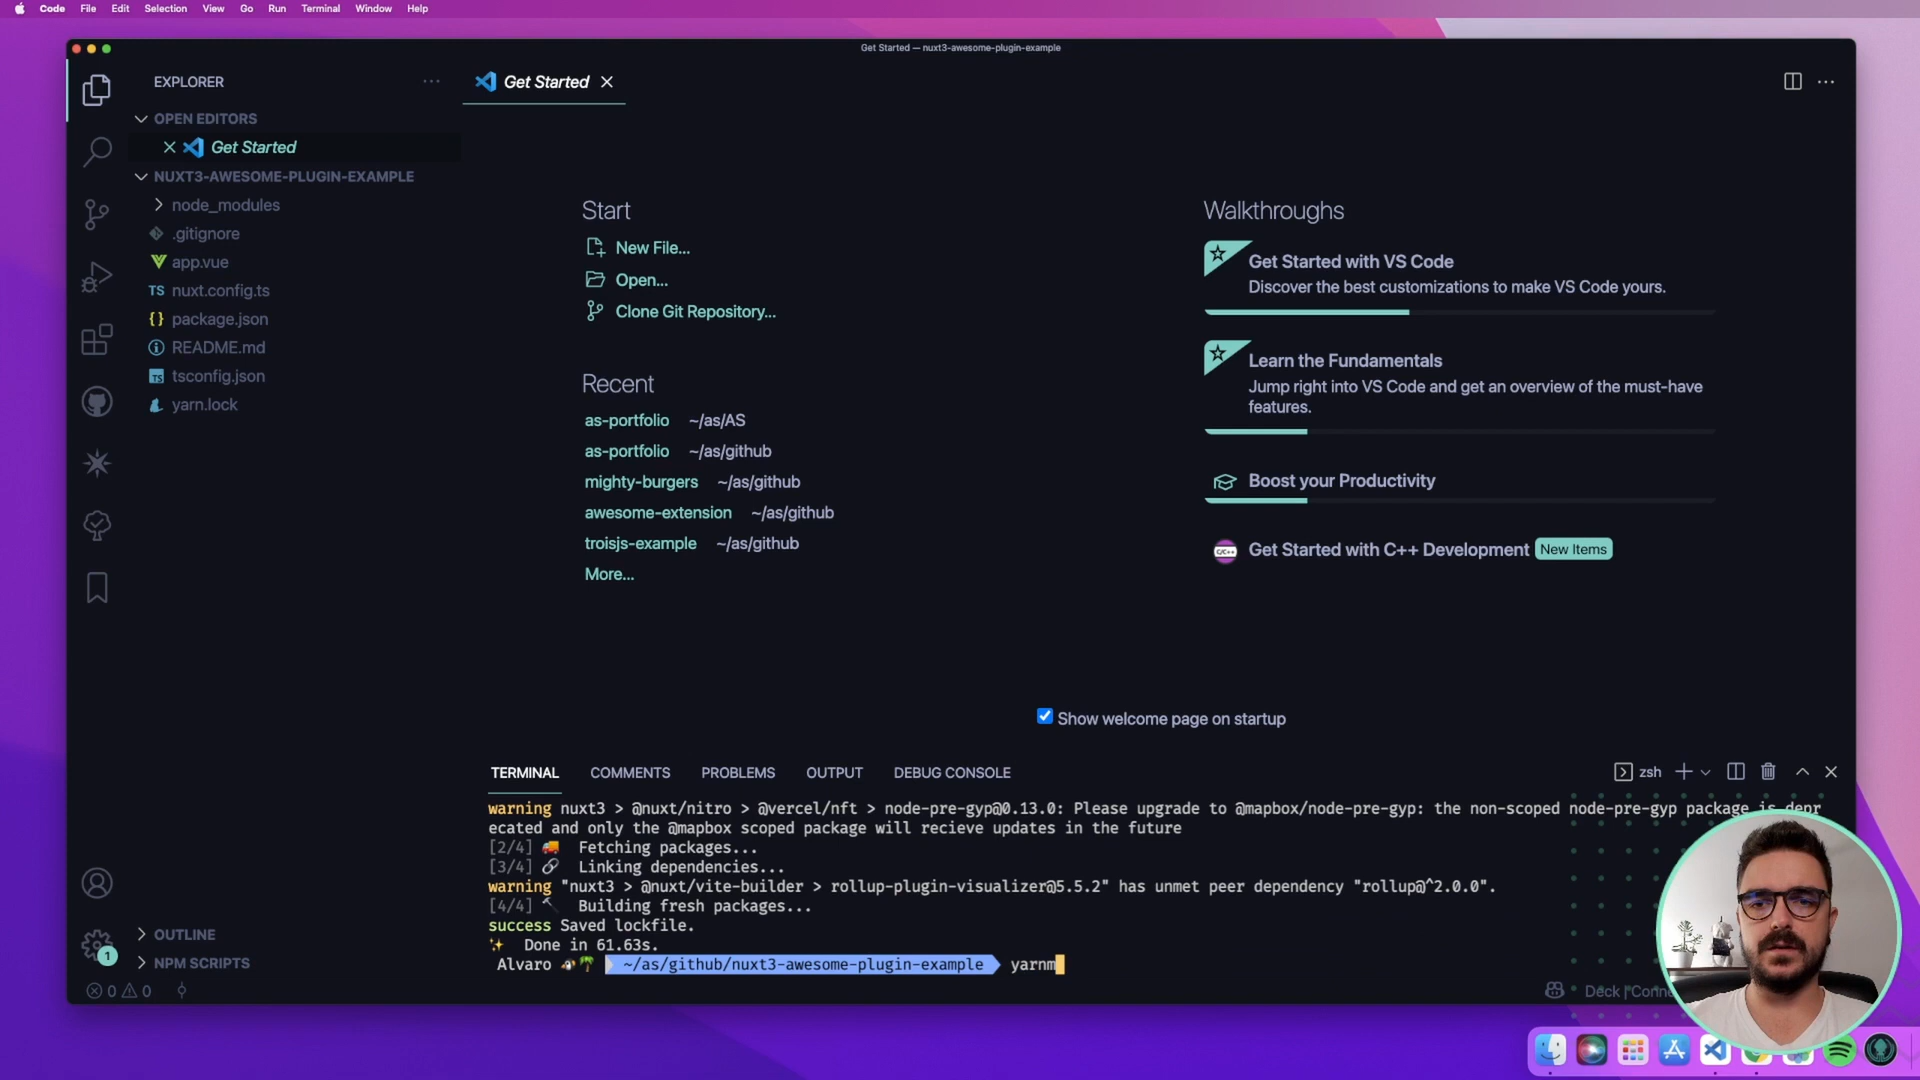 Code File Edit Selection View Go Run Terminal Window Help
Get Started — nuxt3-awesome-plugin-example
EXPLORER
Get Started
OPEN EDITORS
Get Started
NUXT3-AWESOME-PLUGIN-EXAMPLE
node_modules
.gitignore
app.vue
TS nuxt.config.ts
{} package.json
README.md
TS tsconfig.json
yarn.lock
OUTLINE
NPM SCRIPTS
1
0 0
Start
New File...
Open...
Clone Git Repository...
Recent
as-portfolio ~/as/AS
as-portfolio ~/as/github
mighty-burgers ~/as/github
awesome-extension ~/as/github
troisjs-example ~/as/github
More...
Walkthroughs
Get Started with VS Code
Discover the best customizations to make VS Code yours.
Learn the Fundamentals
Jump right into VS Code and get an overview of the must-have
features.
Boost your Productivity
C/C++ Get Started with C++ Development New Items
Show welcome page on startup
TERMINAL COMMENTS PROBLEMS OUTPUT DEBUG CONSOLE
zsh
warning nuxt3 > @nuxt/nitro > @vercel/nft > node-pre-gyp@0.13.0: Please upgrade to @mapbox/node-pre-gyp: the non-scoped node-pre-gyp package is depr
ecated and only the @mapbox scoped package will recieve updates in the future
[2/4] 🚚 Fetching packages...
[3/4] 🔗 Linking dependencies...
warning "nuxt3 > @nuxt/vite-builder > rollup-plugin-visualizer@5.5.2" has unmet peer dependency "rollup@^2.0.0".
[4/4] 🔨 Building fresh packages...
success Saved lockfile.
✨ Done in 61.63s.
Alvaro ~/as/github/nuxt3-awesome-plugin-example yarnm
Deck